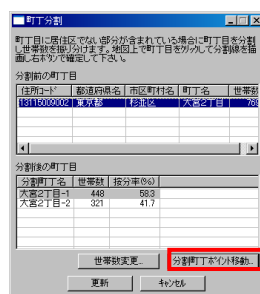 町丁分割
町丁目に居住区でない部分が含まれている場合に町丁目を分割
し世帯数を振り分けます。地図上で町丁目をｸﾘｯｸして分割線を描
画し右ﾎﾞﾀﾝで確定して下さい。
分割前の町丁目
住所ｺｰﾄﾞ 都道府県名 市区町村名 町丁名 世帯数
13115009002 東京都 杉並区 大宮2丁目 769
分割後の町丁目
分割町丁名 世帯数 按分率(%)
大宮2丁目-1 448 58.3
大宮2丁目-2 321 41.7
世帯数変更... 分割町丁ﾎﾟｲﾝﾄ移動...
更新 ｷｬﾝｾﾙ